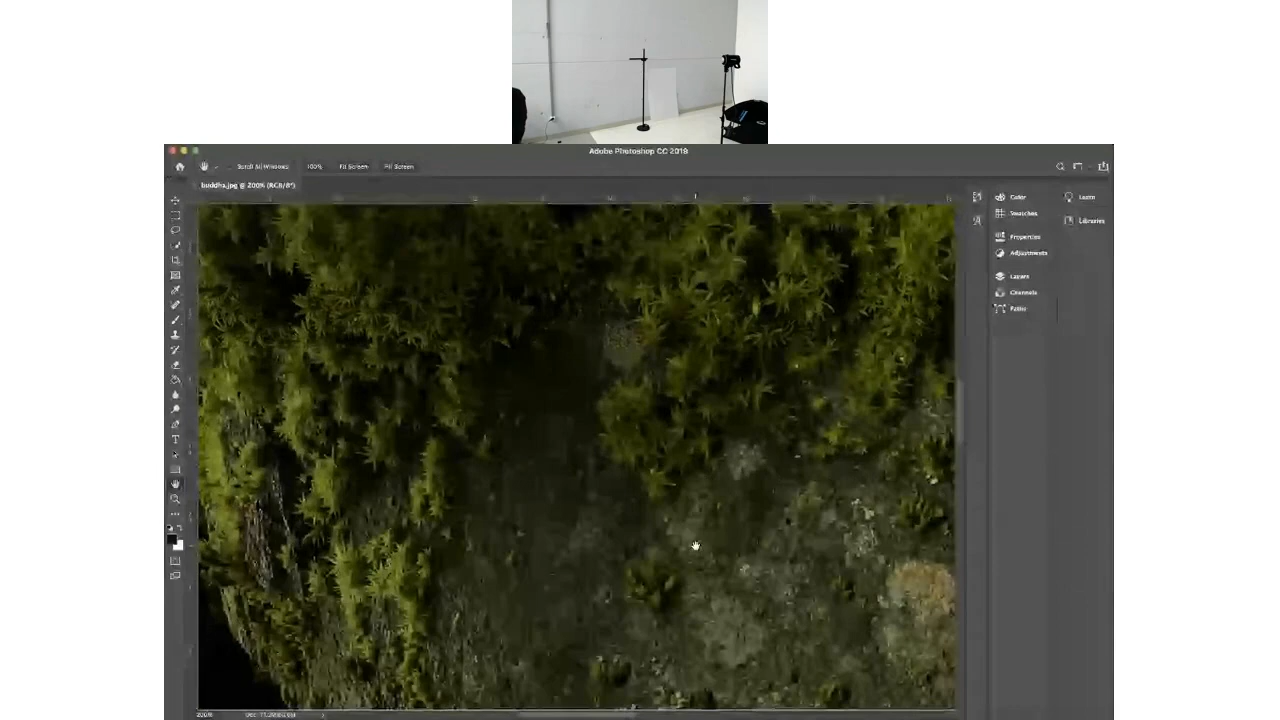 Adobe Photoshop CC 2019
Scroll All Windows 100% Fit Screen Fill Screen
buddha.jpg @ 200% (RGB/8*)
Color
Swatches
Properties
Adjustments
Layers
Channels
Paths
Learn
Libraries
200%